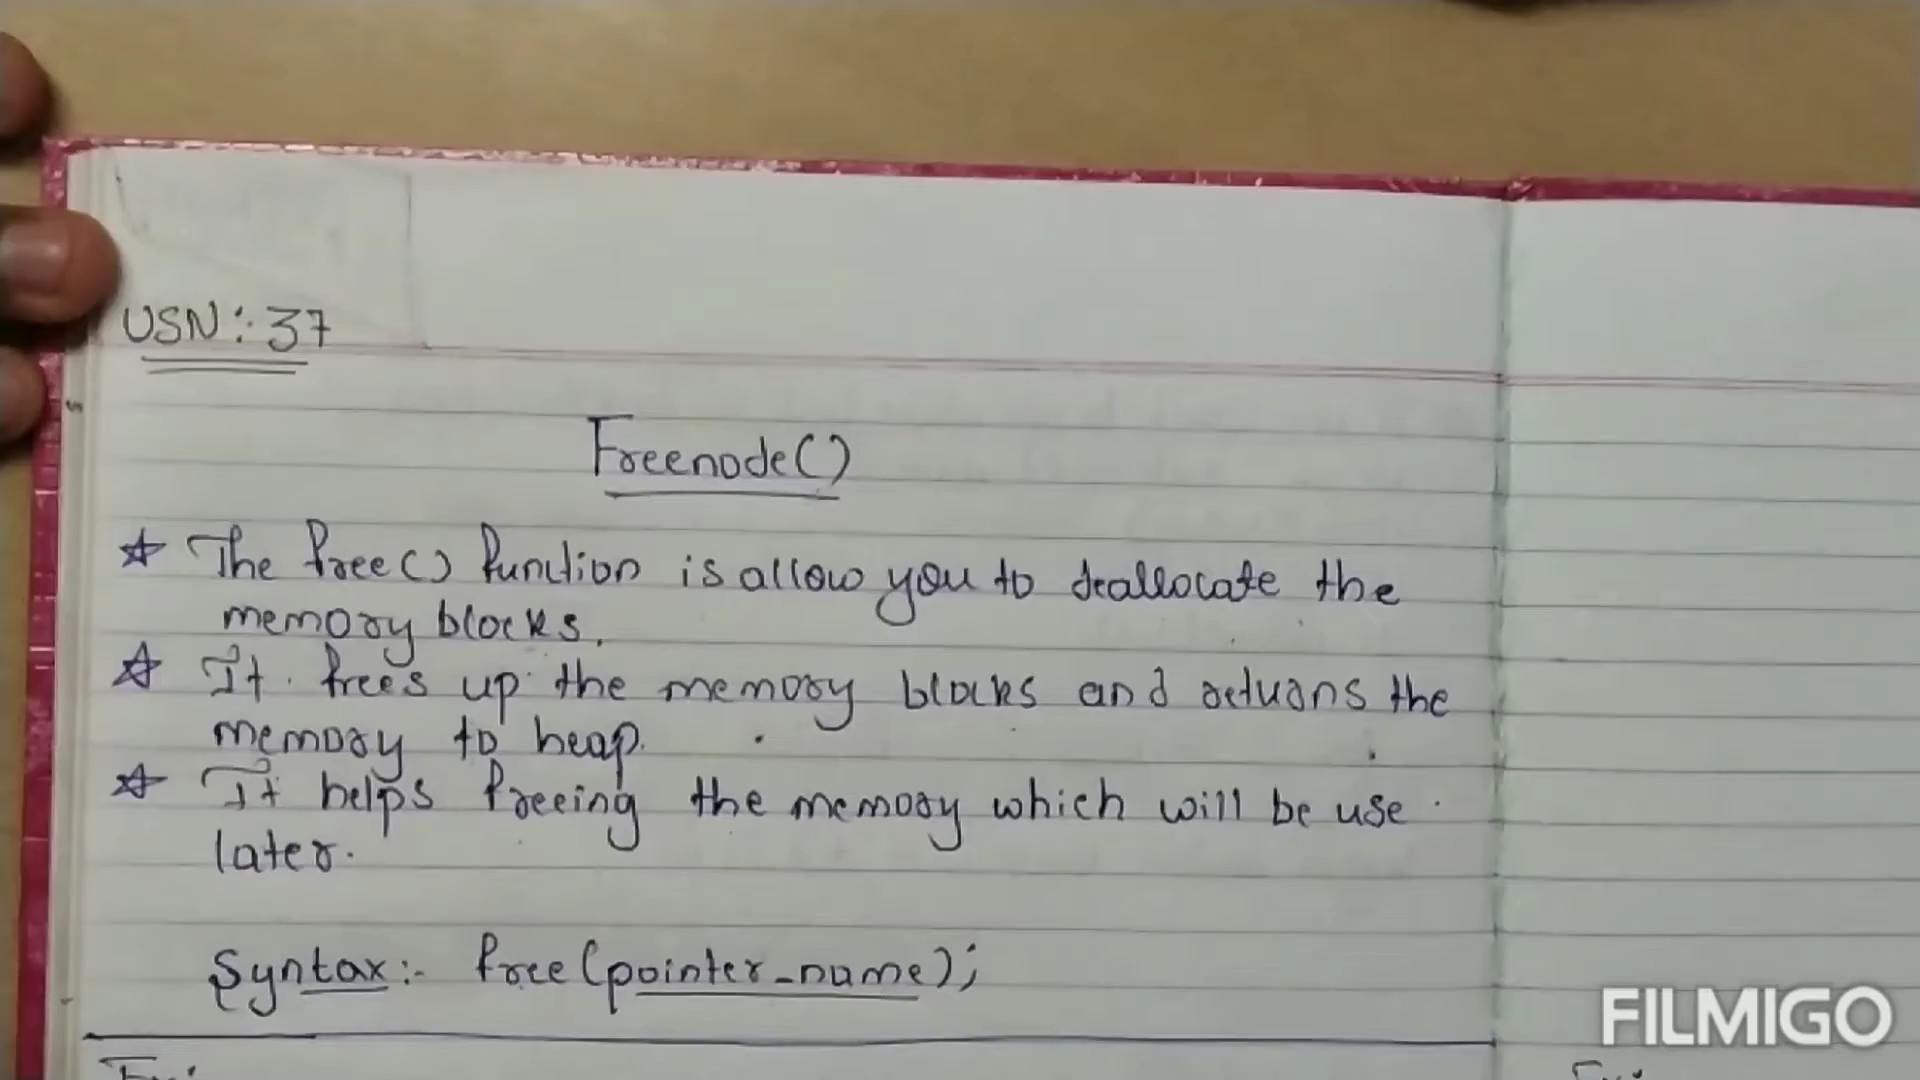 USN: 37
Freenode()
☆ The free() function is allow you to deallocate the
memory blocks.
☆ It frees up the memory blocks and returns the
memory to heap.
☆ It helps freeing the memory which will be use
later.
Syntax:- free(pointer_name);
FILMIGO